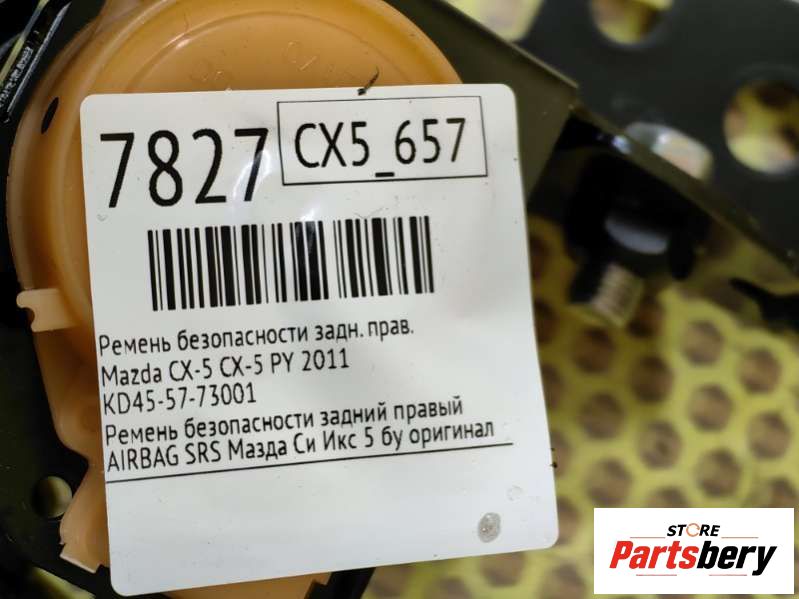 7827
CX5_657
Ремень безопасности задн. прав.
Mazda CX-5 CX-5 PY 2011
KD45-57-73001
Ремень безопасности задний правый
AIRBAG SRS Мазда Си Икс 5 бу оригинал
STORE
Partsbery